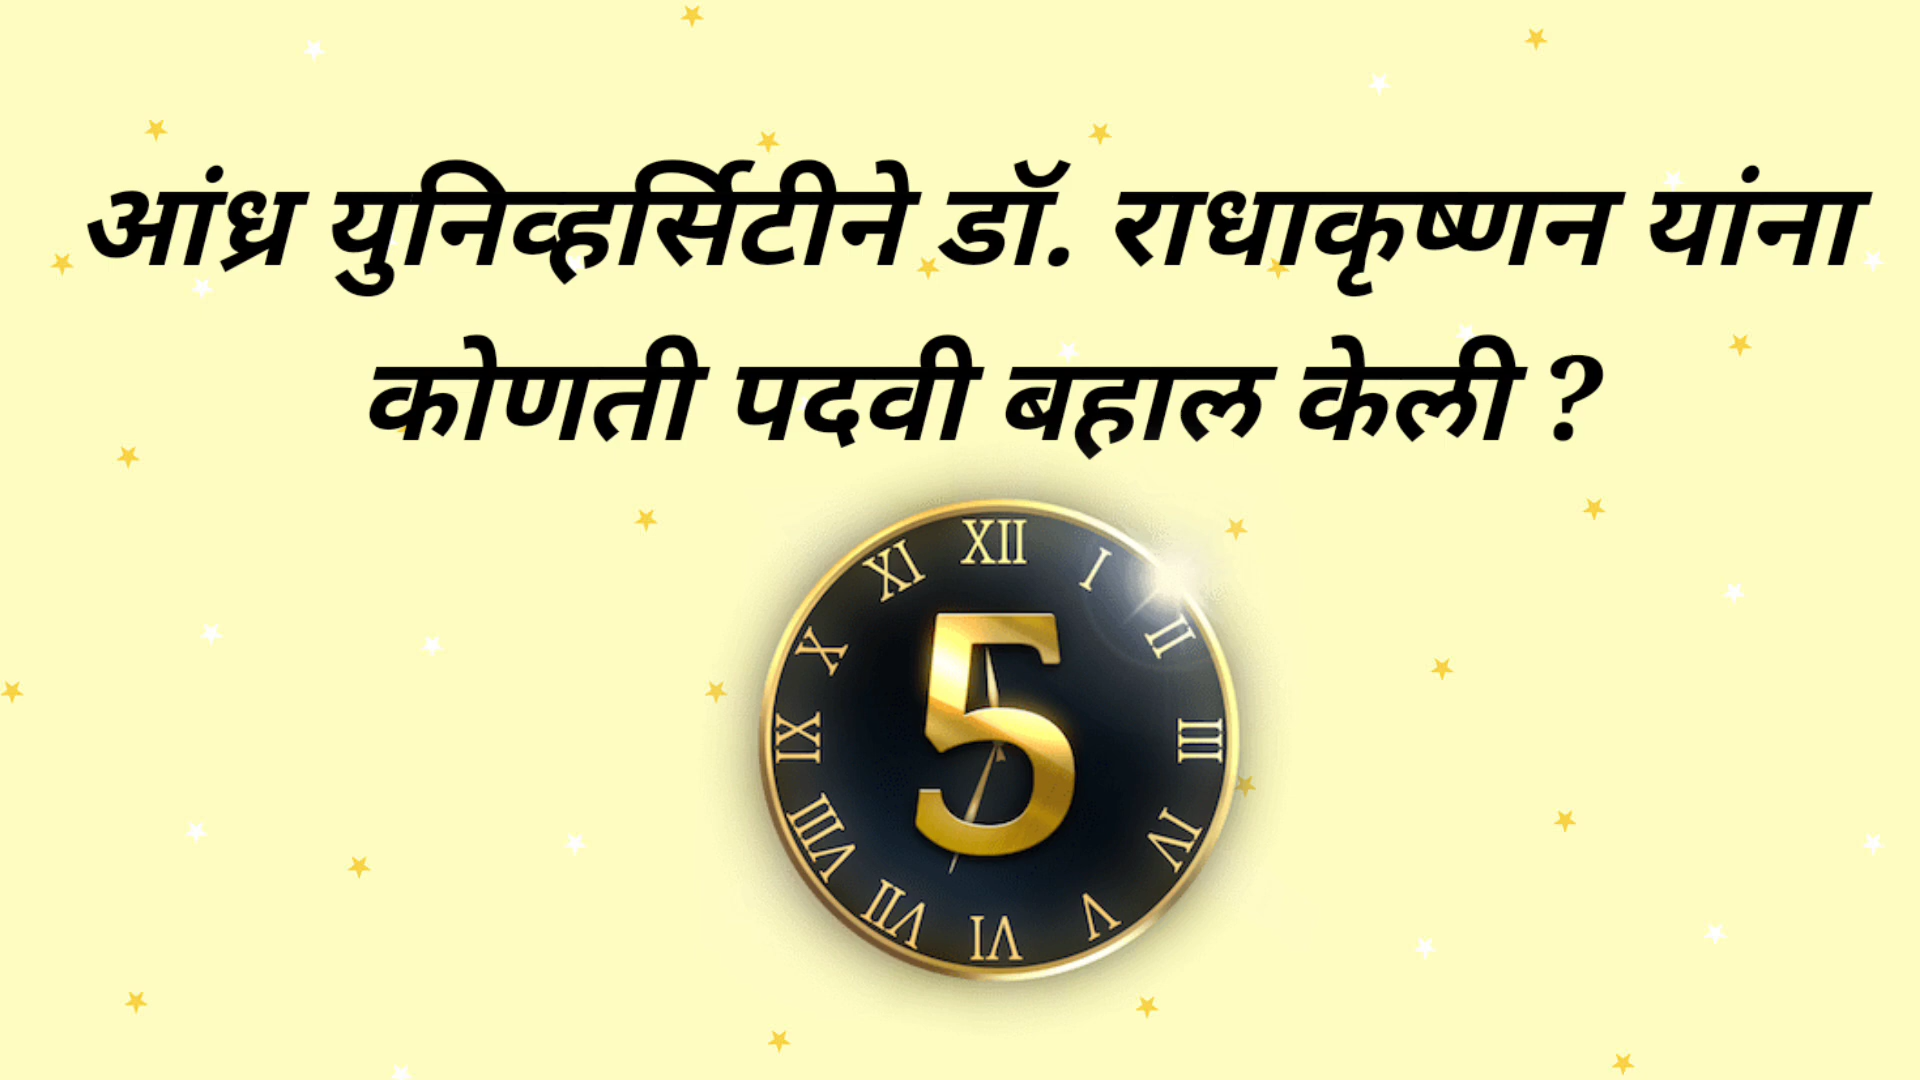 आंध्र युनिव्हर्सिटीने डॉ. राधाकृष्णन यांना
कोणती पदवी बहाल केली ?
XII
I
II
III
IV
V
VI
VII
VIII
IX
X
XI
5